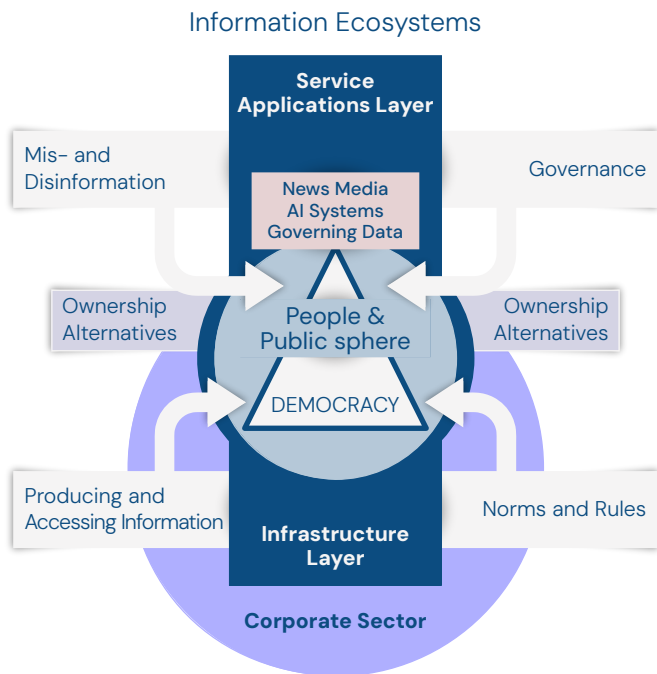 Information Ecosystems
Service
Applications Layer
Mis- and
Disinformation
Governance
News Media
AI Systems
Governing Data
Ownership
Alternatives
People &
Public sphere
Ownership
Alternatives
DEMOCRACY
Producing and
Accessing Information
Norms and Rules
Infrastructure
Layer
Corporate Sector